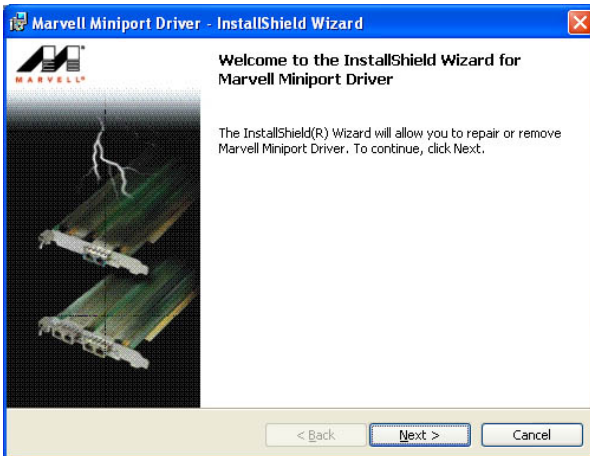 Marvell Miniport Driver - InstallShield Wizard
MARVELL®
Welcome to the InstallShield Wizard for
Marvell Miniport Driver
The InstallShield(R) Wizard will allow you to repair or remove
Marvell Miniport Driver. To continue, click Next.
< Back
Next >
Cancel